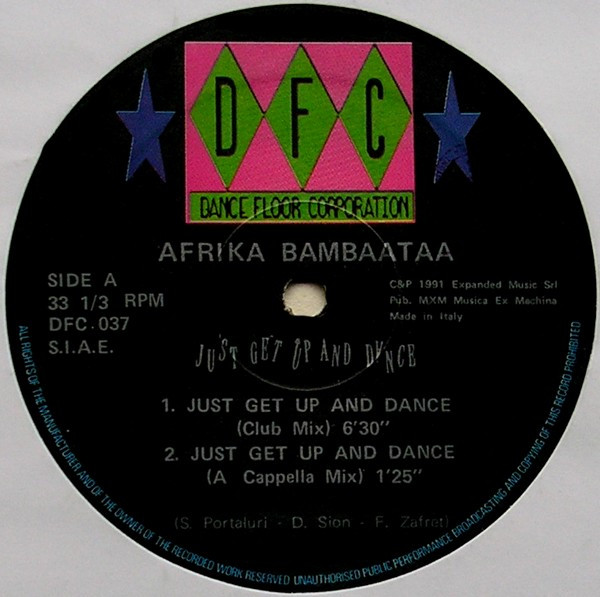 DFC
DANCE FLOOR CORPORATION
AFRIKA BAMBAATAA
SIDE A
33 1/3 RPM
DFC 037
S.I.A.E.
C&P 1991 Expanded Music Srl
Pub. MXM Musica Ex Machina
Made in Italy
JUST GET UP AND DANCE
1. JUST GET UP AND DANCE
(Club Mix) 6'30"
2. JUST GET UP AND DANCE
(A Cappella Mix) 1'25"
(S. Portaluri - D. Sion - F. Zafret)
ALL RIGHTS OF THE MANUFACTURER AND OF THE OWNER OF THE RECORDED WORK RESERVED UNAUTHORISED PUBLIC PERFORMANCE BROADCASTING AND COPYING OF THIS RECORD PROHIBITED